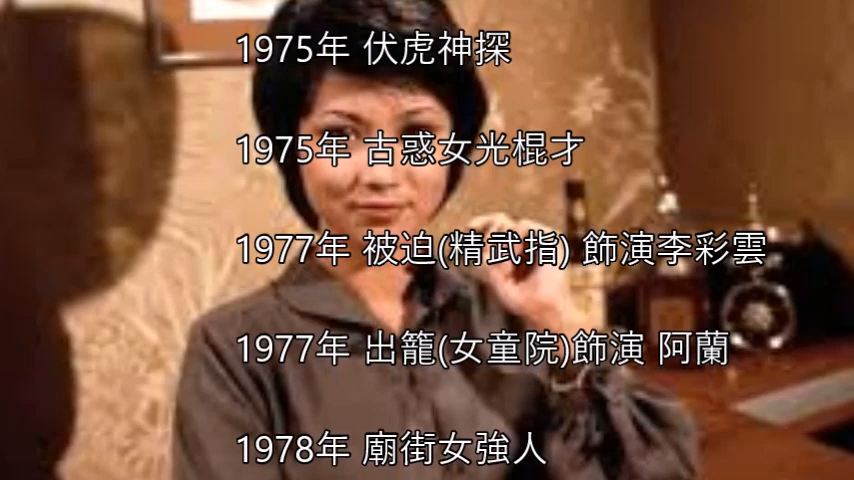 1975年 伏虎神探
1975年 古惑女光棍才
1977年 被迫(精武指) 飾演李彩雲
1977年 出籠(女童院)飾演 阿蘭
1978年 廟街女強人